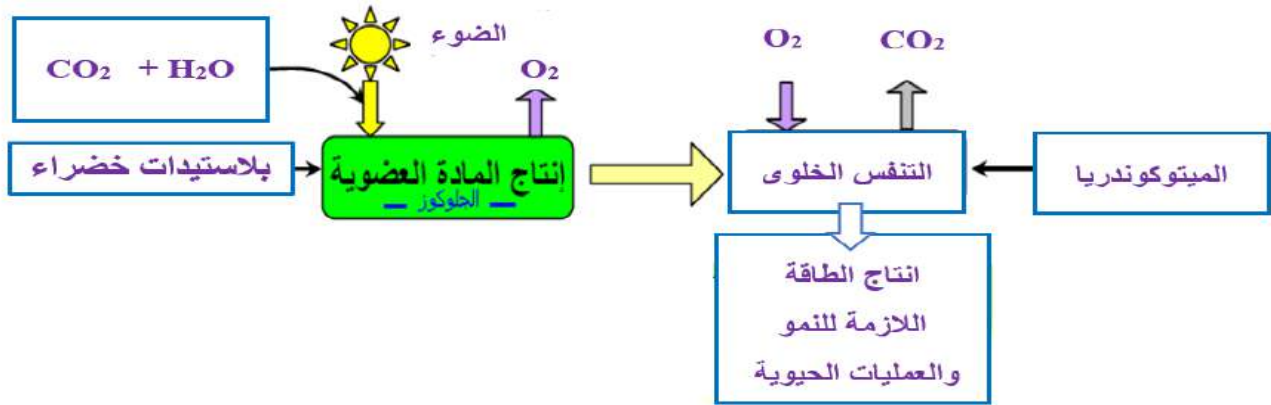 الضوء
CO₂ + H₂O
O₂
O₂
CO₂
بلاستيدات خضراء
إنتاج المادة العضوية
الجلوكوز
التنفس الخلوى
الميتوكوندريا
انتاج الطاقة
اللازمة للنمو
والعمليات الحيوية